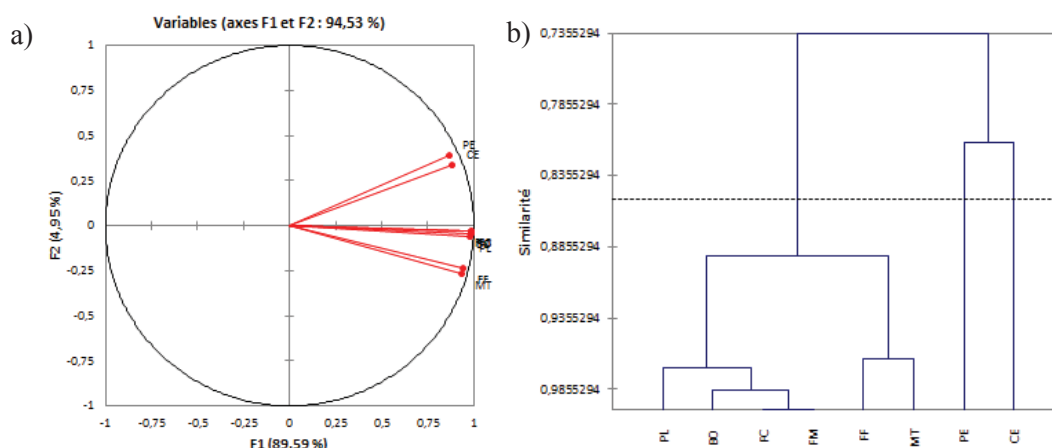 a)
Variables (axes F1 et F2 : 94,53 %)
1
0,75
0,5
0,25
0
-0,25
-0,5
-0,75
-1
F2 (4,95 %)
PE
CE
PL
FF
MT
-1
-0,75
-0,5
-0,25
0
0,25
0,5
0,75
1
F1 (89,59 %)
b)
0,7355294
0,7855294
0,8355294
0,8855294
0,9355294
0,9855294
Similarité
PL
BO
FC
FM
FF
MT
PE
CE